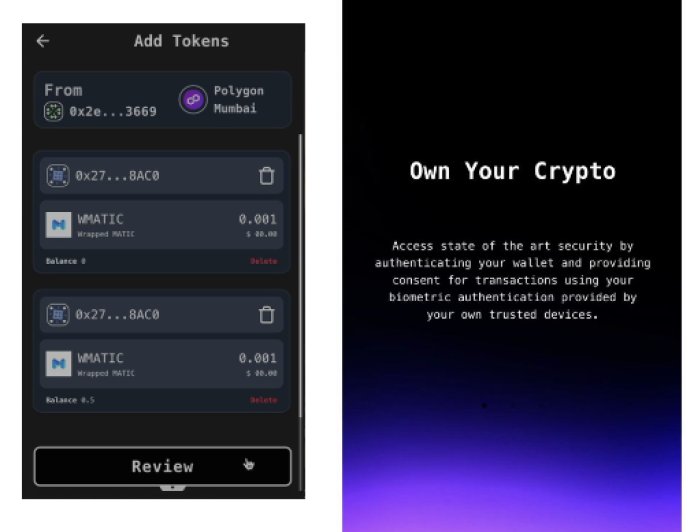 Add Tokens
From
0x2e...3669
Polygon
Mumbai
0x27...8AC0
WMATIC
0.001
Wrapped MATIC
$ 00.00
Balance 0
Delete
0x27...8AC0
WMATIC
0.001
Wrapped MATIC
$ 00.00
Balance 0.5
Delete
Review
Own Your Crypto
Access state of the art security by
authenticating your wallet and providing
consent for transactions using your
biometric authentication provided by
your own trusted devices.